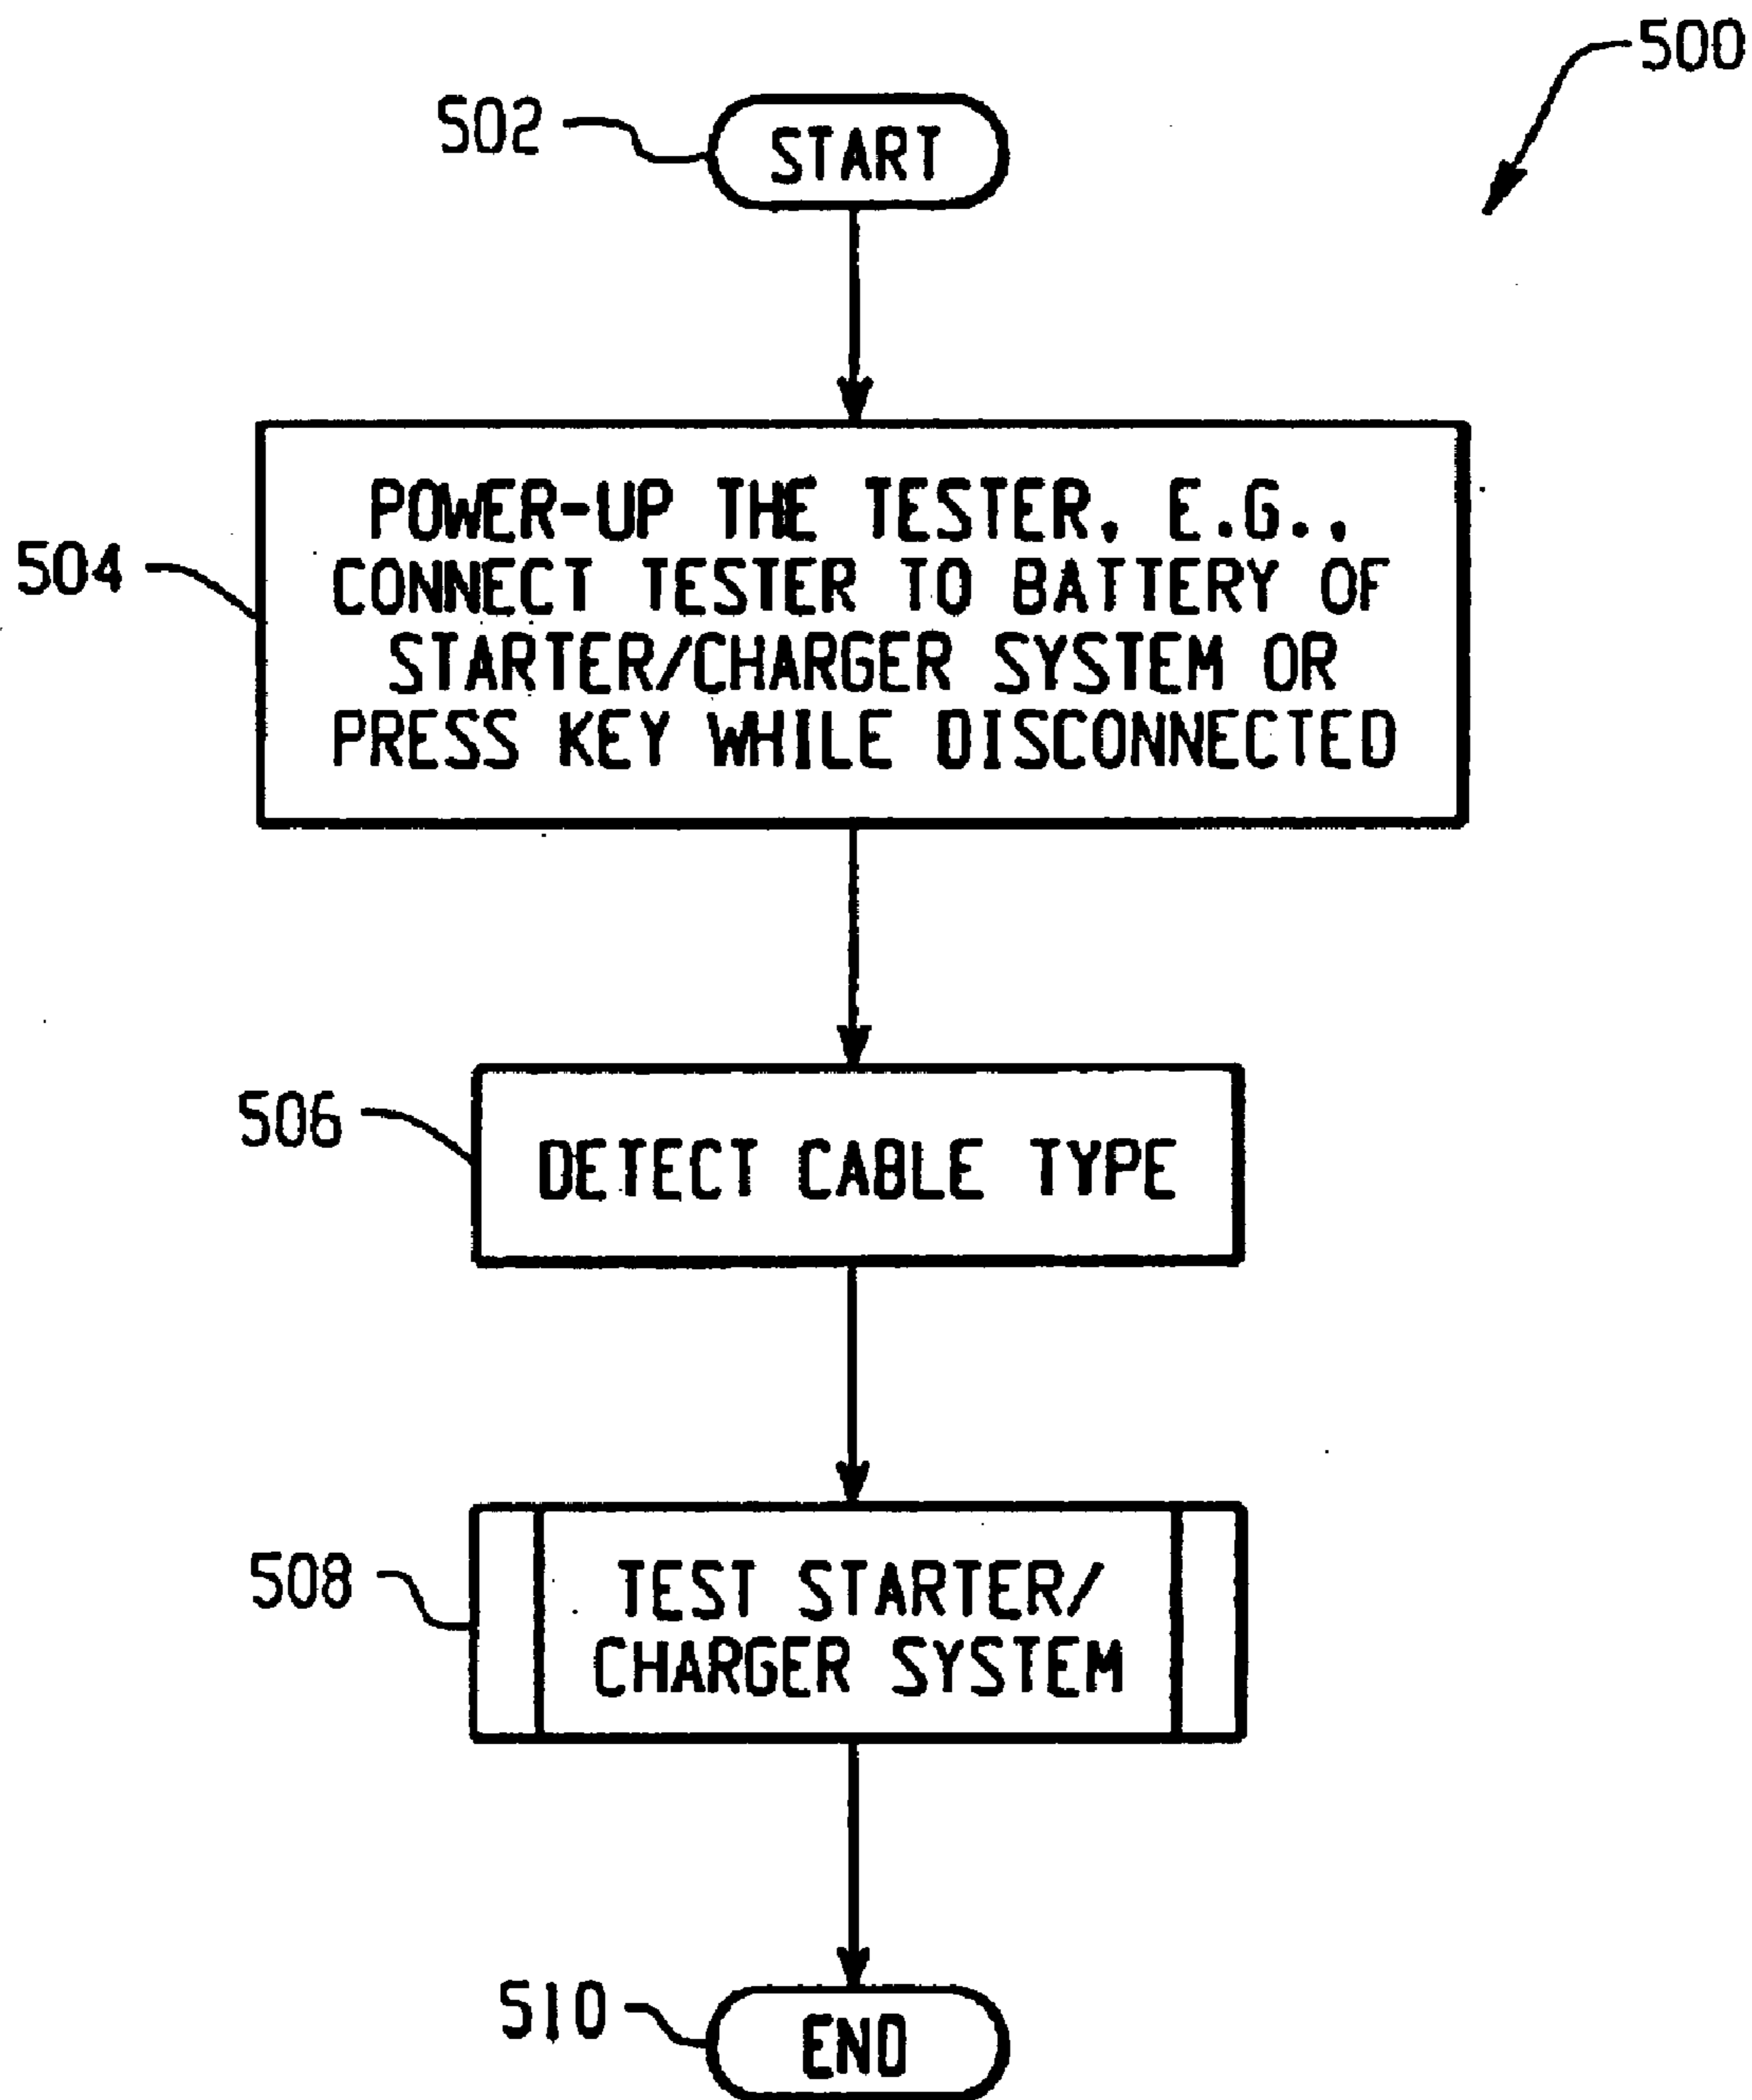 500
502
START
504
POWER-UP THE TESTER, E.G.,
CONNECT TESTER TO BATTERY OF
STARTER/CHARGER SYSTEM OR
PRESS KEY WHILE DISCONNECTED
506
DETECT CABLE TYPE
508
TEST STARTER/
CHARGER SYSTEM
510
END